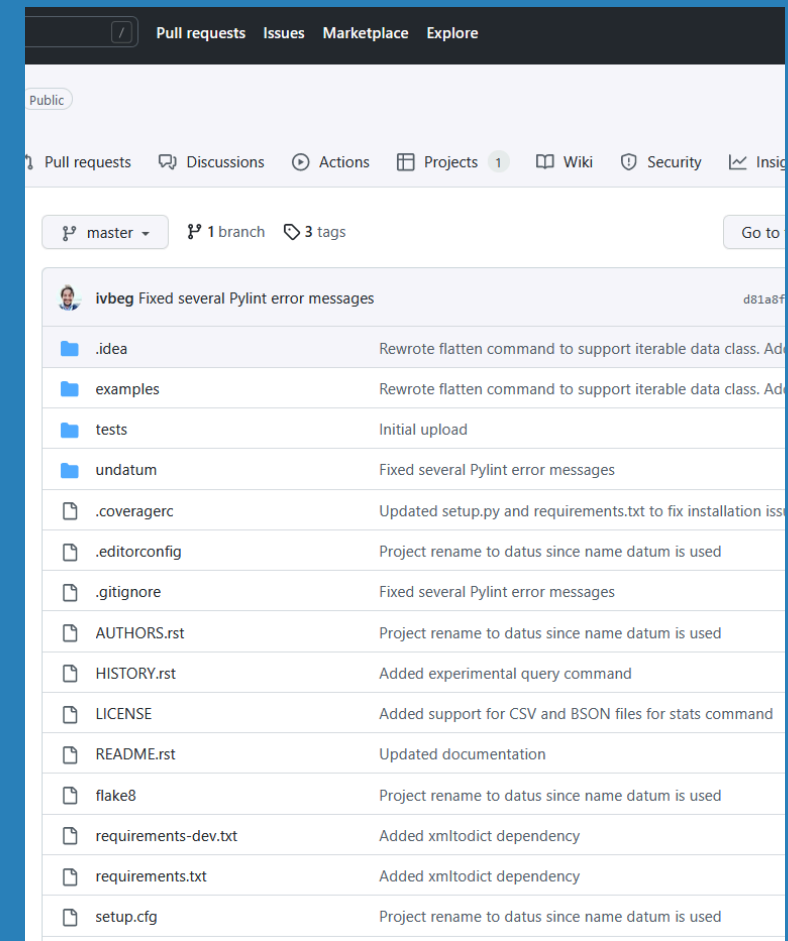 / Pull requests Issues Marketplace Explore
Public
Pull requests Discussions Actions Projects 1 Wiki Security Insig
master 1 branch 3 tags Go to
ivbeg Fixed several Pylint error messages d81a8f
.idea Rewrote flatten command to support iterable data class. Ad
examples Rewrote flatten command to support iterable data class. Ad
tests Initial upload
undatum Fixed several Pylint error messages
.coveragerc Updated setup.py and requirements.txt to fix installation iss
.editorconfig Project rename to datus since name datum is used
.gitignore Fixed several Pylint error messages
AUTHORS.rst Project rename to datus since name datum is used
HISTORY.rst Added experimental query command
LICENSE Added support for CSV and BSON files for stats command
README.rst Updated documentation
flake8 Project rename to datus since name datum is used
requirements-dev.txt Added xmltodict dependency
requirements.txt Added xmltodict dependency
setup.cfg Project rename to datus since name datum is used